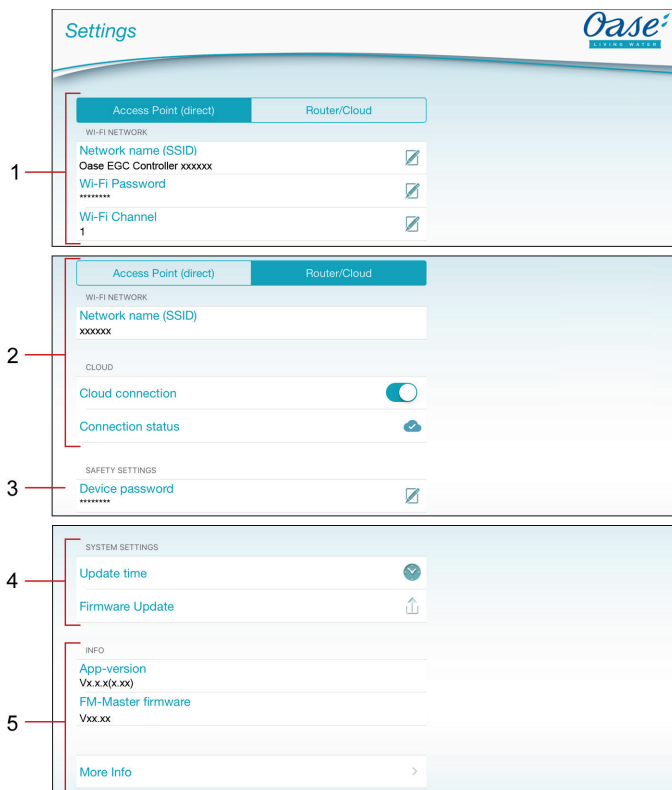 Settings
Oase
LIVING WATER
1
Access Point (direct) Router/Cloud
WI-FI NETWORK
Network name (SSID)
Oase EGC Controller xxxxxx
Wi-Fi Password
********
Wi-Fi Channel
1
2
Access Point (direct) Router/Cloud
WI-FI NETWORK
Network name (SSID)
xxxxxx
CLOUD
Cloud connection
Connection status
SAFETY SETTINGS
3
Device password
********
4
SYSTEM SETTINGS
Update time
Firmware Update
5
INFO
App-version
Vx.x.x(x.xx)
FM-Master firmware
Vxx.xx
More Info